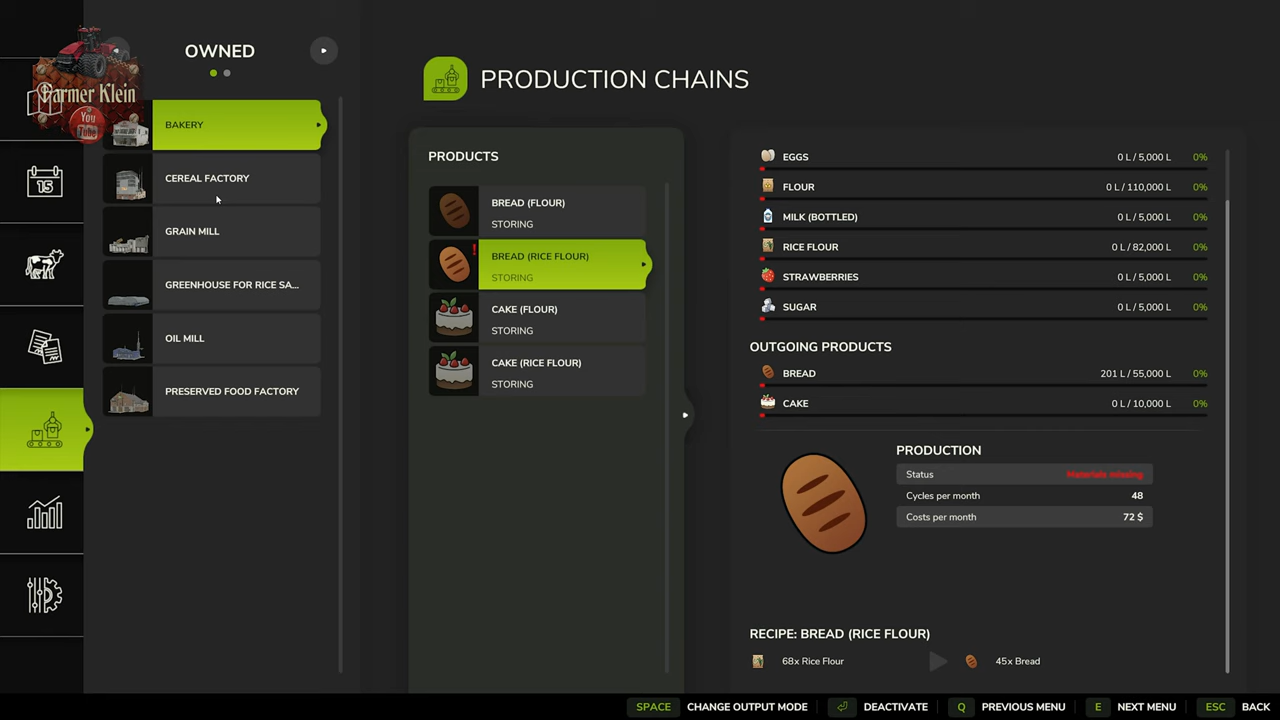 OWNED
PRODUCTION CHAINS
Farmer Klein
You
Tube
15
BAKERY
CEREAL FACTORY
GRAIN MILL
GREENHOUSE FOR RICE SA...
OIL MILL
PRESERVED FOOD FACTORY
PRODUCTS
BREAD (FLOUR)
STORING
BREAD (RICE FLOUR)
STORING
CAKE (FLOUR)
STORING
CAKE (RICE FLOUR)
STORING
EGGS 0 L / 5,000 L 0%
FLOUR 0 L / 110,000 L 0%
MILK (BOTTLED) 0 L / 5,000 L 0%
RICE FLOUR 0 L / 82,000 L 0%
STRAWBERRIES 0 L / 5,000 L 0%
SUGAR 0 L / 5,000 L 0%
OUTGOING PRODUCTS
BREAD 201 L / 55,000 L 0%
CAKE 0 L / 10,000 L 0%
PRODUCTION
Status Materials missing
Cycles per month 48
Costs per month 72 $
RECIPE: BREAD (RICE FLOUR)
68x Rice Flour 45x Bread
SPACE CHANGE OUTPUT MODE DEACTIVATE Q PREVIOUS MENU E NEXT MENU ESC BACK